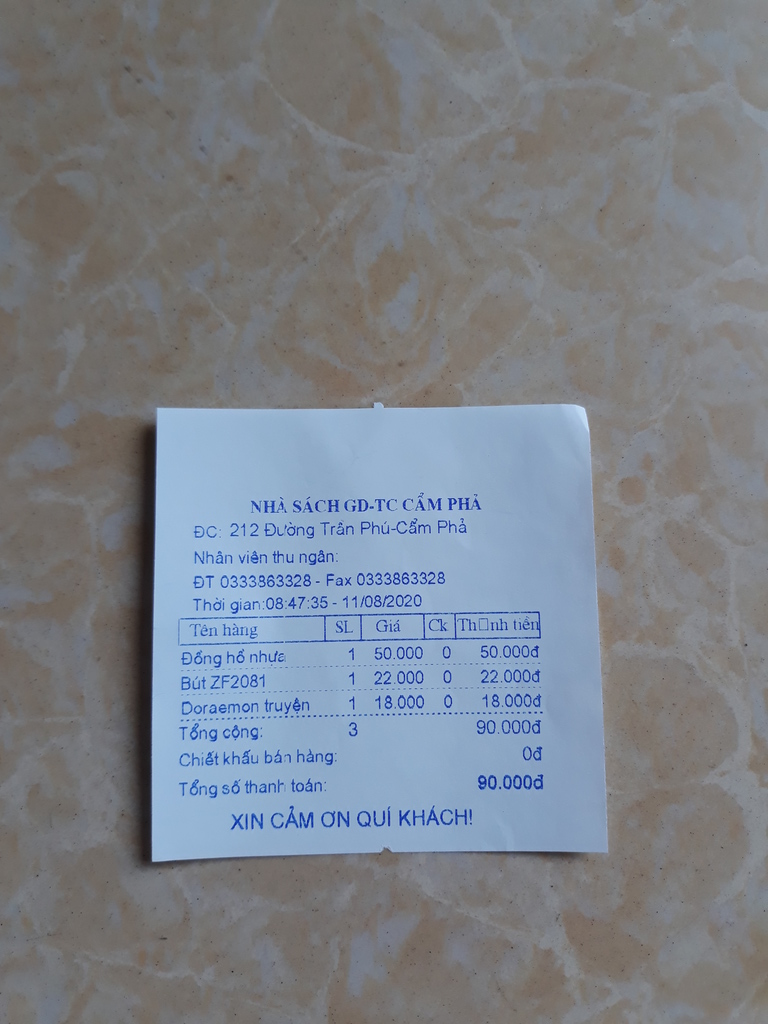 NHÀ SÁCH GD-TC CẨM PHẢ
ĐC: 212 Đường Trần Phú-Cẩm Phả
Nhân viên thu ngân:
ĐT 0333863328 - Fax 0333863328
Thời gian:08:47:35 - 11/08/2020
Tên hàng SL Giá Ck Th□nh tiền
Đồng hồ nhựa 1 50.000 0 50.000đ
Bút ZF2081 1 22.000 0 22.000đ
Doraemon truyện 1 18.000 0 18.000đ
Tổng cộng: 3 90.000đ
Chiết khấu bán hàng: 0đ
Tổng số thanh toán: 90.000đ
XIN CẢM ƠN QUÍ KHÁCH!